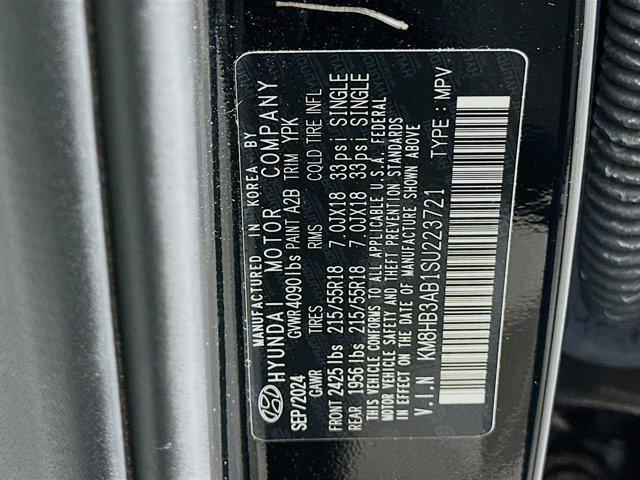 MANUFACTURED IN KOREA BY
HYUNDAI MOTOR COMPANY
SEP/2024 GVWR 4090 lbs PAINT A2B TRIM YPK
GAWR TIRES RIMS COLD TIRE INFL
FRONT 2425 lbs 215/55R18 7.0JX18 33psi SINGLE
REAR 1956 lbs 215/55R18 7.0JX18 33psi SINGLE
THIS VEHICLE CONFORMS TO ALL APPLICABLE U.S.A. FEDERAL
MOTOR VEHICLE SAFETY AND THEFT PREVENTION STANDARDS
IN EFFECT ON THE DATE OF MANUFACTURE SHOWN ABOVE
V.I.N KM8HB3AB1SU223721 TYPE : MPV